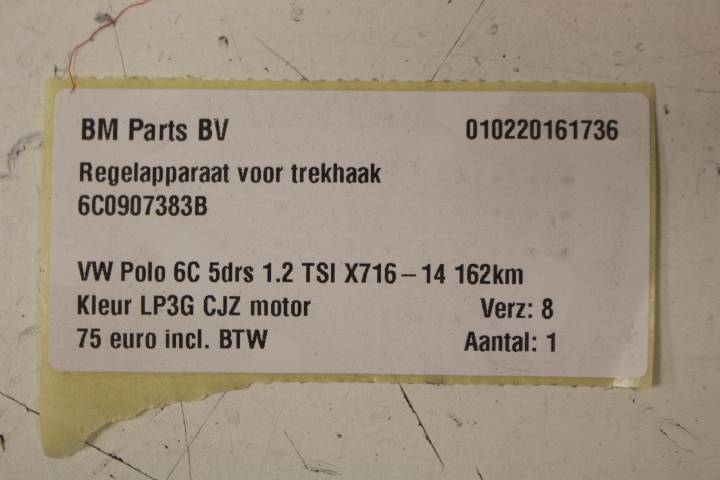 BM Parts BV 010220161736
Regelapparaat voor trekhaak
6C0907383B
VW Polo 6C 5drs 1.2 TSI X716 – 14 162km
Kleur LP3G CJZ motor Verz: 8
75 euro incl. BTW Aantal: 1